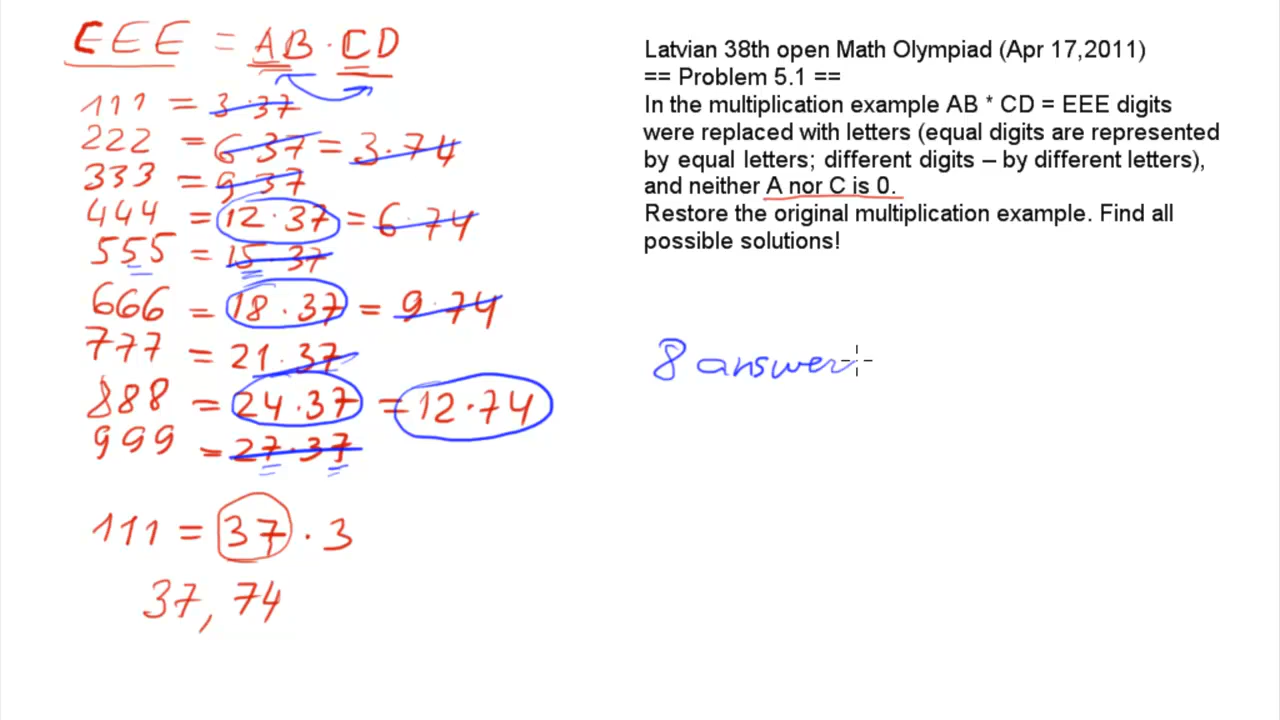 EEE = AB · CD
111 = 3·37
222 = 6·37 = 3·74
333 = 9·37
444 = 12·37 = 6·74
555 = 15·37
666 = 18·37 = 9·74
777 = 21·37
888 = 24·37 = 12·74
999 = 27·37
111 = 37·3
37, 74
Latvian 38th open Math Olympiad (Apr 17,2011)
== Problem 5.1 ==
In the multiplication example AB * CD = EEE digits
were replaced with letters (equal digits are represented
by equal letters; different digits – by different letters),
and neither A nor C is 0.
Restore the original multiplication example. Find all
possible solutions!
8 answer